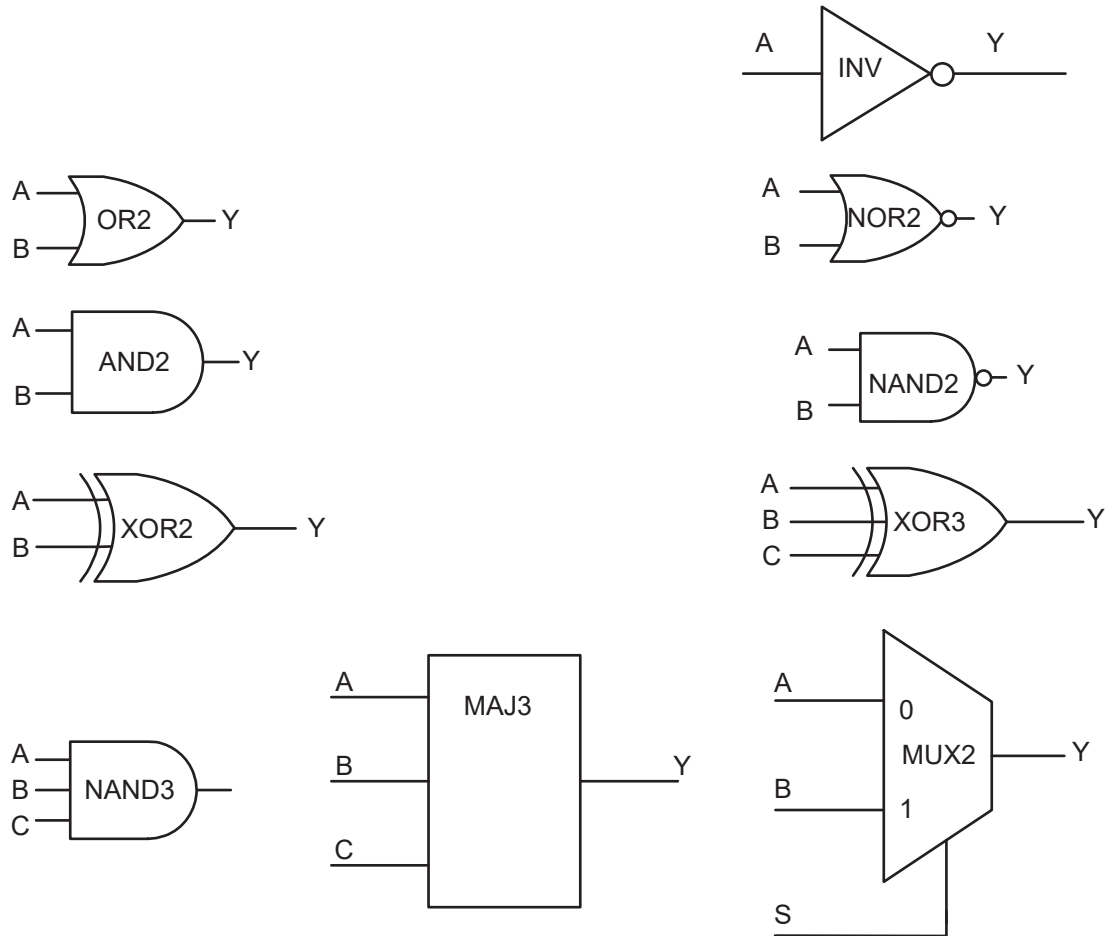 A INV Y
A OR2 Y
B
A NOR2 Y
B
A AND2 Y
B
A NAND2 Y
B
A XOR2 Y
B
A XOR3 Y
B
C
A NAND3
B
C
A MAJ3
B Y
C
A 0
MUX2 Y
B 1
S